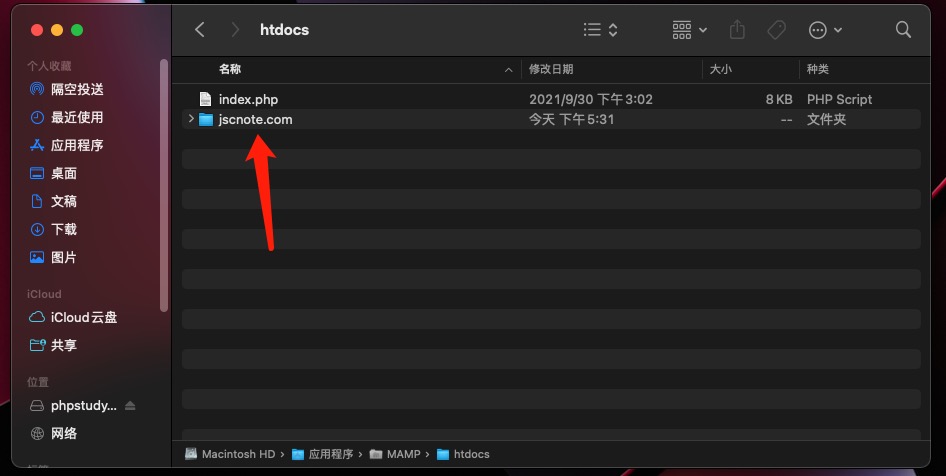 htdocs
个人收藏
隔空投送
最近使用
应用程序
桌面
文稿
下载
图片
iCloud
iCloud云盘
共享
位置
phpstudy...
网络
名称 修改日期 大小 种类
index.php 2021/9/30 下午3:02 8 KB PHP Script
jscnote.com 今天 下午5:31 -- 文件夹
Macintosh HD › 应用程序 › MAMP › htdocs